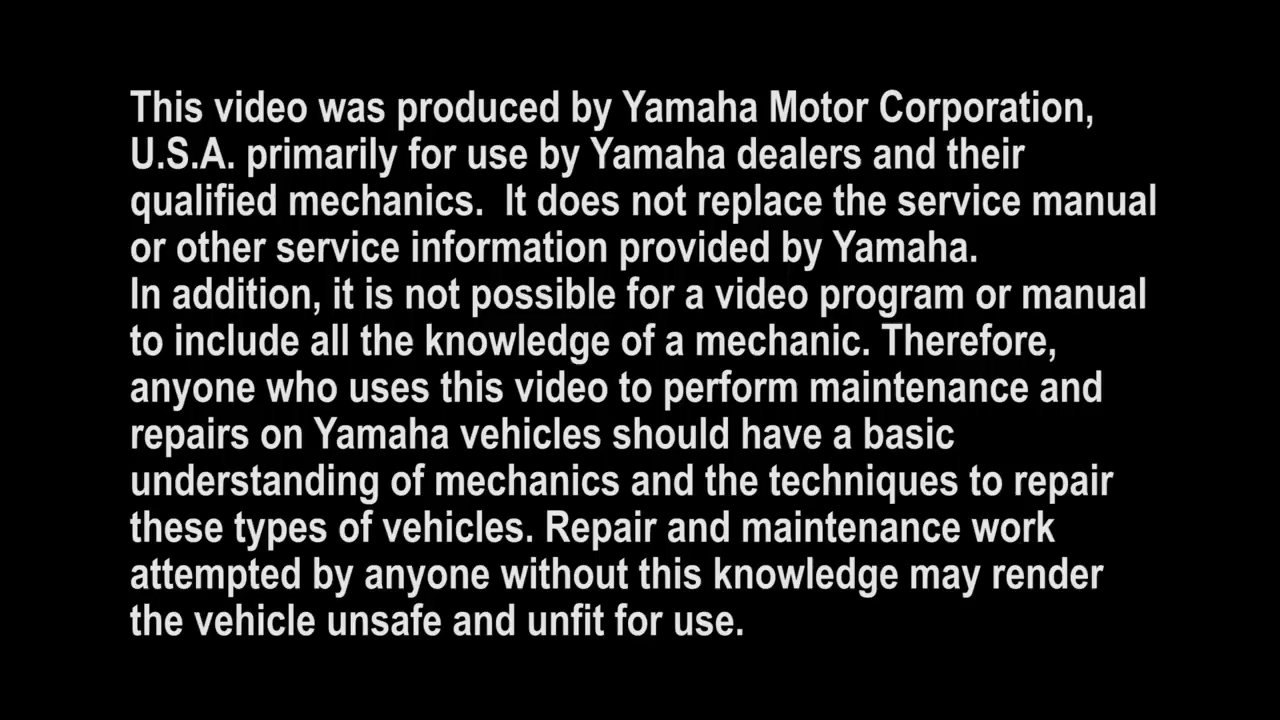 This video was produced by Yamaha Motor Corporation,
U.S.A. primarily for use by Yamaha dealers and their
qualified mechanics.  It does not replace the service manual
or other service information provided by Yamaha.
In addition, it is not possible for a video program or manual
to include all the knowledge of a mechanic. Therefore,
anyone who uses this video to perform maintenance and
repairs on Yamaha vehicles should have a basic
understanding of mechanics and the techniques to repair
these types of vehicles. Repair and maintenance work
attempted by anyone without this knowledge may render
the vehicle unsafe and unfit for use.